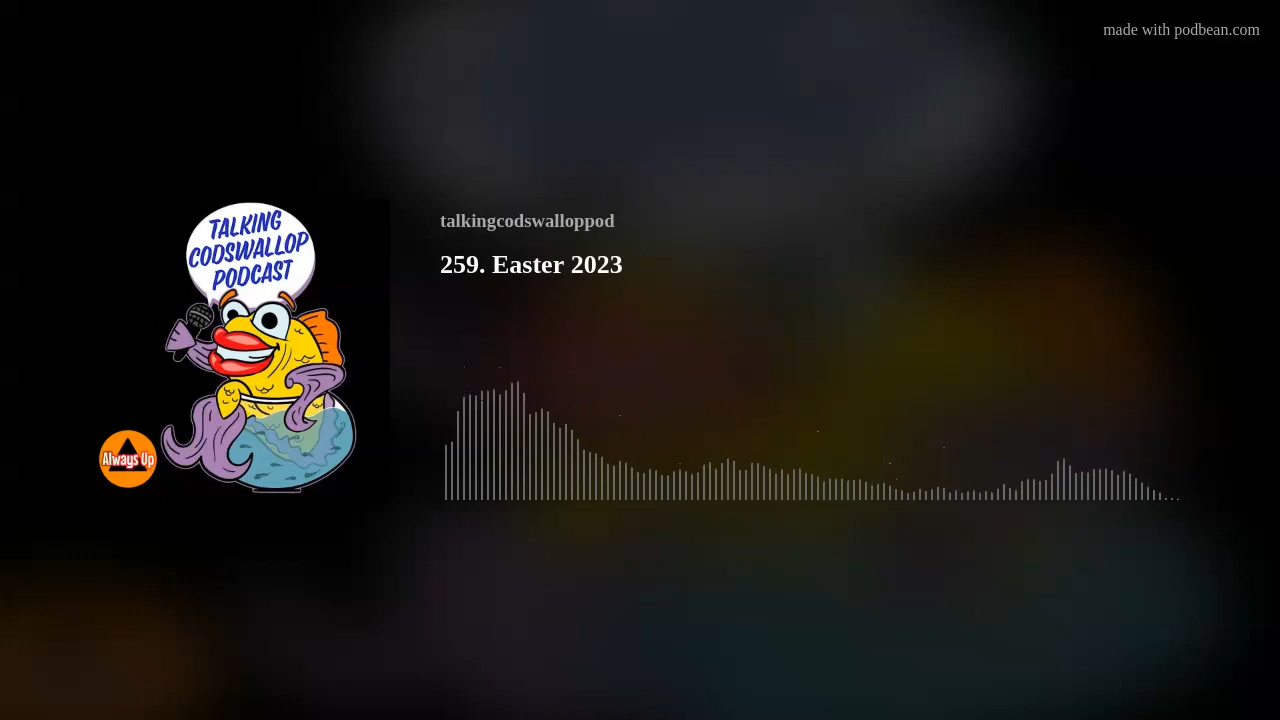 made with podbean.com
TALKING
CODSWALLOP
PODCAST
talkingcodswalloppod
259. Easter 2023
Always Up